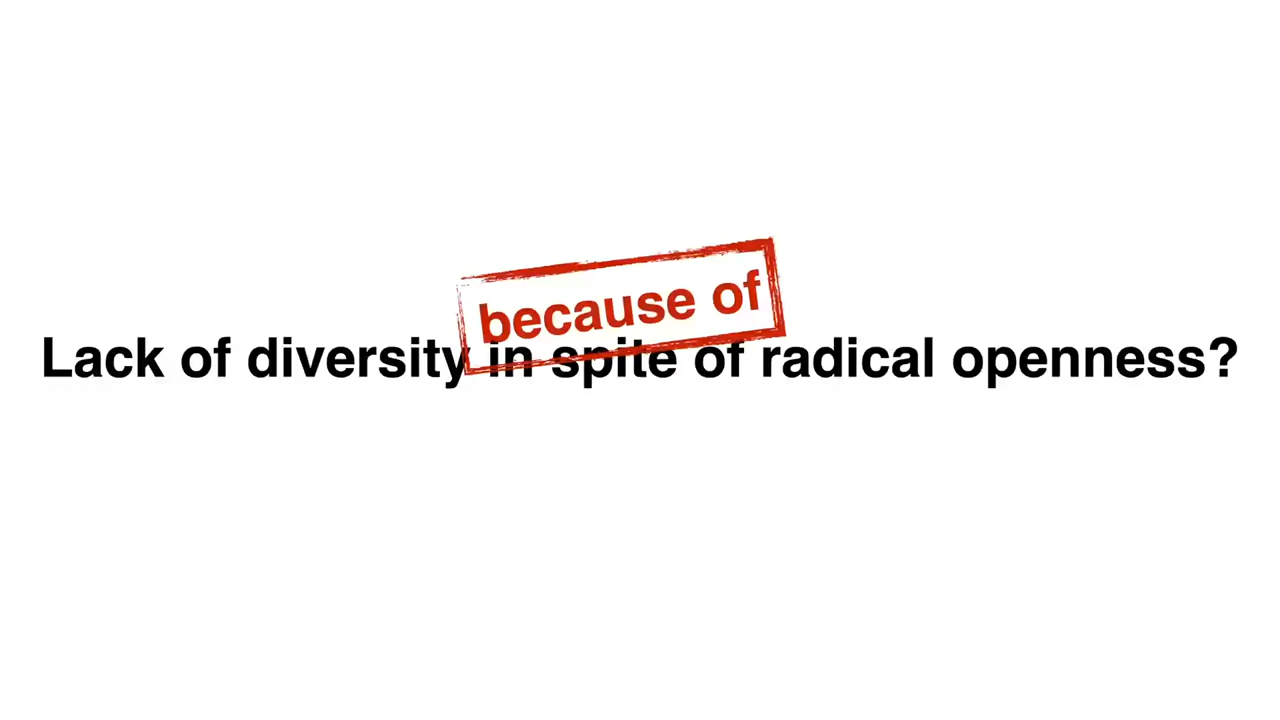 because of
Lack of diversity in spite of radical openness?